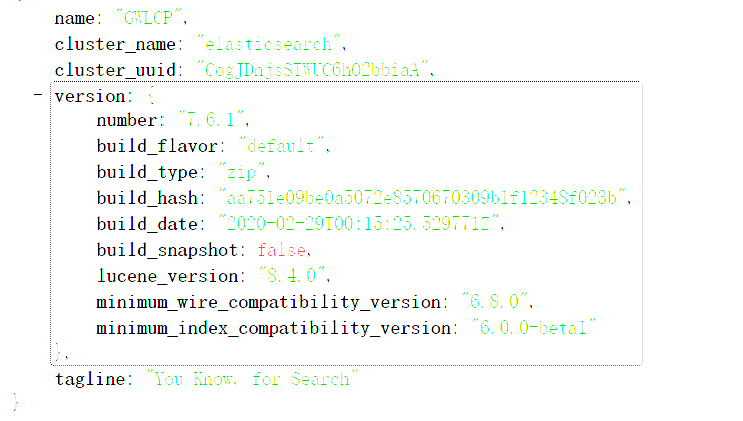 name: "GWLCP",
cluster_name: "elasticsearch",
cluster_uuid: "CogJDnjsSTWUC6hO2bbiaA",
- version: {
number: "7.6.1",
build_flavor: "default",
build_type: "zip",
build_hash: "aa751e09be0a5072e8570670309b1f12348f023b",
build_date: "2020-02-29T00:15:25.529771Z",
build_snapshot: false,
lucene_version: "8.4.0",
minimum_wire_compatibility_version: "6.8.0",
minimum_index_compatibility_version: "6.0.0-beta1"
},
tagline: "You Know, for Search"
}